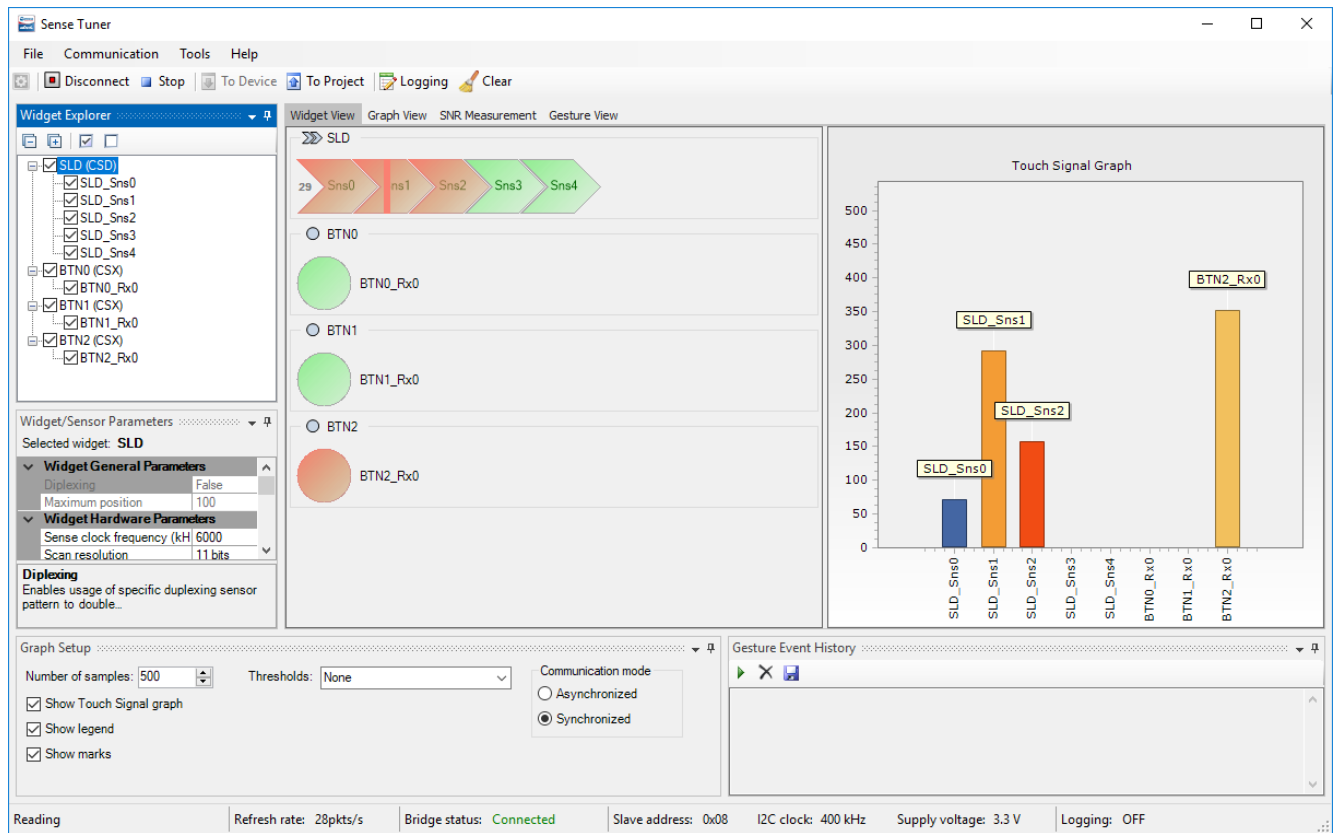 Sense Tuner
File Communication Tools Help
Disconnect Stop To Device To Project Logging Clear
Widget Explorer
SLD (CSD)
SLD_Sns0
SLD_Sns1
SLD_Sns2
SLD_Sns3
SLD_Sns4
BTN0 (CSX)
BTN0_Rx0
BTN1 (CSX)
BTN1_Rx0
BTN2 (CSX)
BTN2_Rx0
Widget/Sensor Parameters
Selected widget: SLD
Widget General Parameters
Diplexing False
Maximum position 100
Widget Hardware Parameters
Sense clock frequency (kH 6000
Scan resolution 11 bits
Diplexing
Enables usage of specific duplexing sensor
pattern to double...
Widget View Graph View SNR Measurement Gesture View
SLD
29 Sns0 ns1 Sns2 Sns3 Sns4
BTN0
BTN0_Rx0
BTN1
BTN1_Rx0
BTN2
BTN2_Rx0
Touch Signal Graph
500
450
400
350
300
250
200
150
100
50
0
BTN2_Rx0
SLD_Sns1
SLD_Sns2
SLD_Sns0
SLD_Sns0
SLD_Sns1
SLD_Sns2
SLD_Sns3
SLD_Sns4
BTN0_Rx0
BTN1_Rx0
BTN2_Rx0
Graph Setup
Number of samples: 500 Thresholds: None
Show Touch Signal graph
Show legend
Show marks
Communication mode
Asynchronized
Synchronized
Gesture Event History
Reading Refresh rate: 28pkts/s Bridge status: Connected Slave address: 0x08 I2C clock: 400 kHz Supply voltage: 3.3 V Logging: OFF